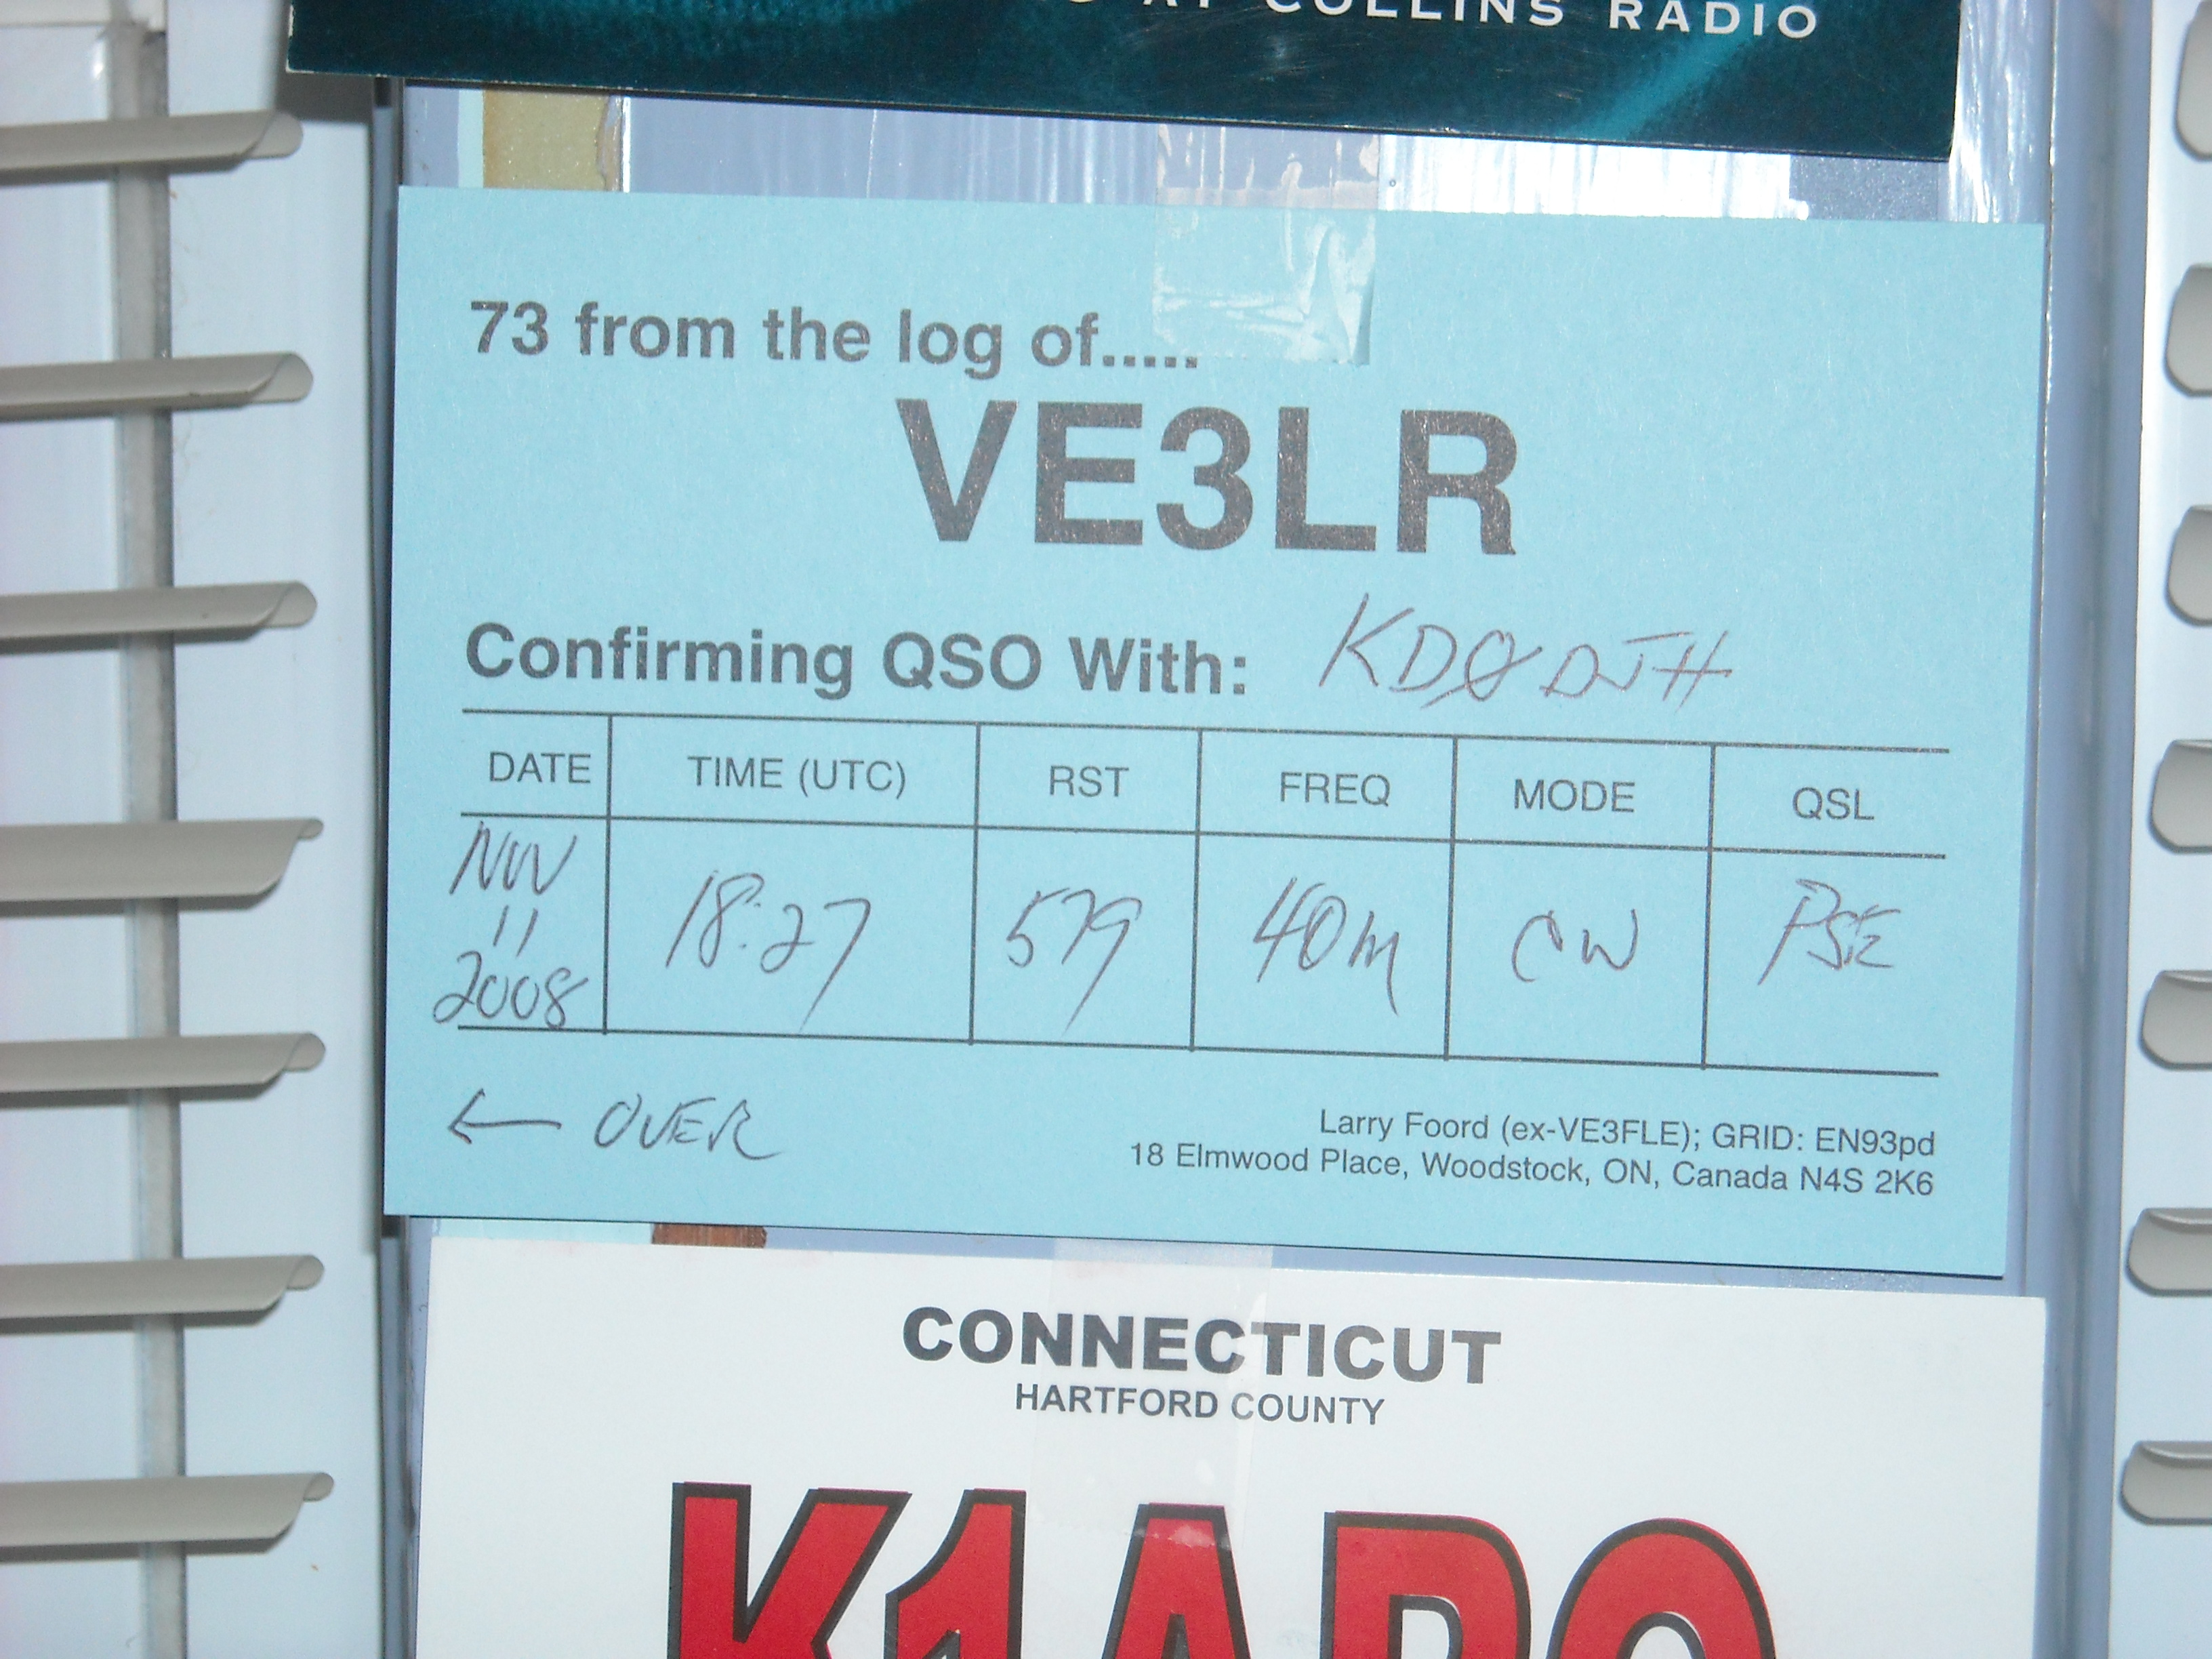 AT COLLINS RADIO
73 from the log of.....
VE3LR
Confirming QSO With: KDØDJH
DATE TIME (UTC) RST FREQ MODE QSL
NOV 11 2008 18:27 579 40m CW PSE
← OVER
Larry Foord (ex-VE3FLE); GRID: EN93pd
18 Elmwood Place, Woodstock, ON, Canada N4S 2K6
CONNECTICUT
HARTFORD COUNTY